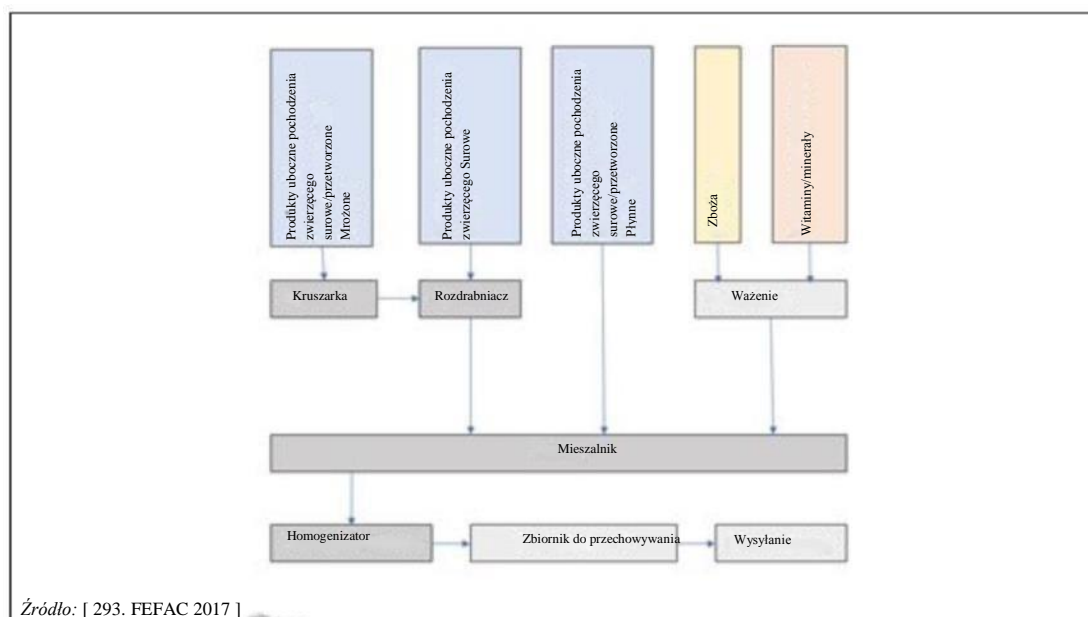 Produkty uboczne pochodzenia
zwierzęcego
surowe/przetworzone
Mrożone
Produkty uboczne pochodzenia
zwierzęcego Surowe
Produkty uboczne pochodzenia
zwierzęcego
surowe/przetworzone
Płynne
Zboża
Witaminy/minerały
Kruszarka
Rozdrabniacz
Ważenie
Mieszalnik
Homogenizator
Zbiornik do przechowywania
Wysyłanie
Źródło: [ 293. FEFAC 2017 ]